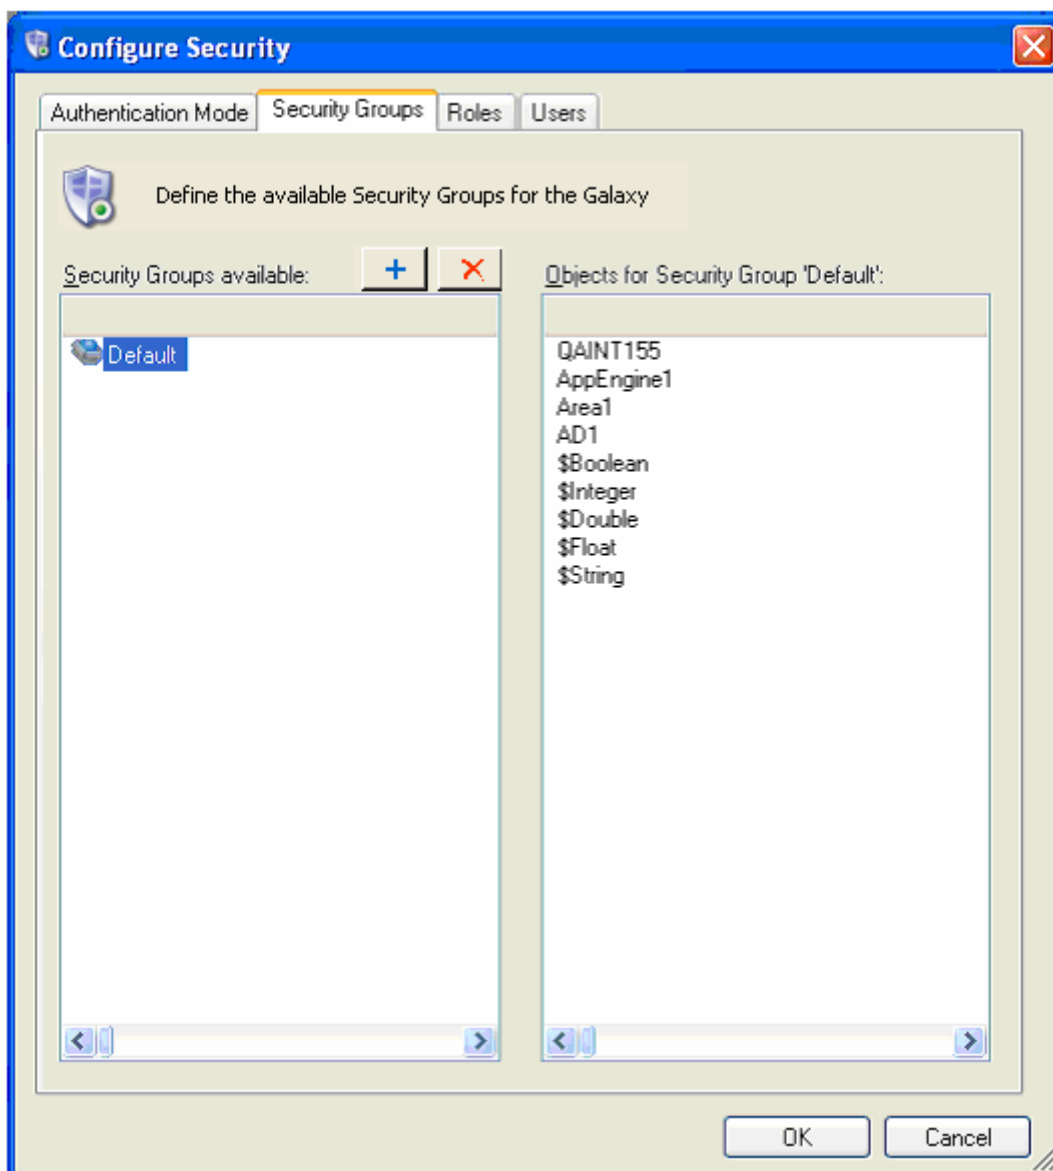 Configure Security
Authentication Mode Security Groups Roles Users
Define the available Security Groups for the Galaxy
Security Groups available:
Objects for Security Group 'Default':
Default
QAINT155
AppEngine1
Area1
AD1
$Boolean
$Integer
$Double
$Float
$String
OK Cancel